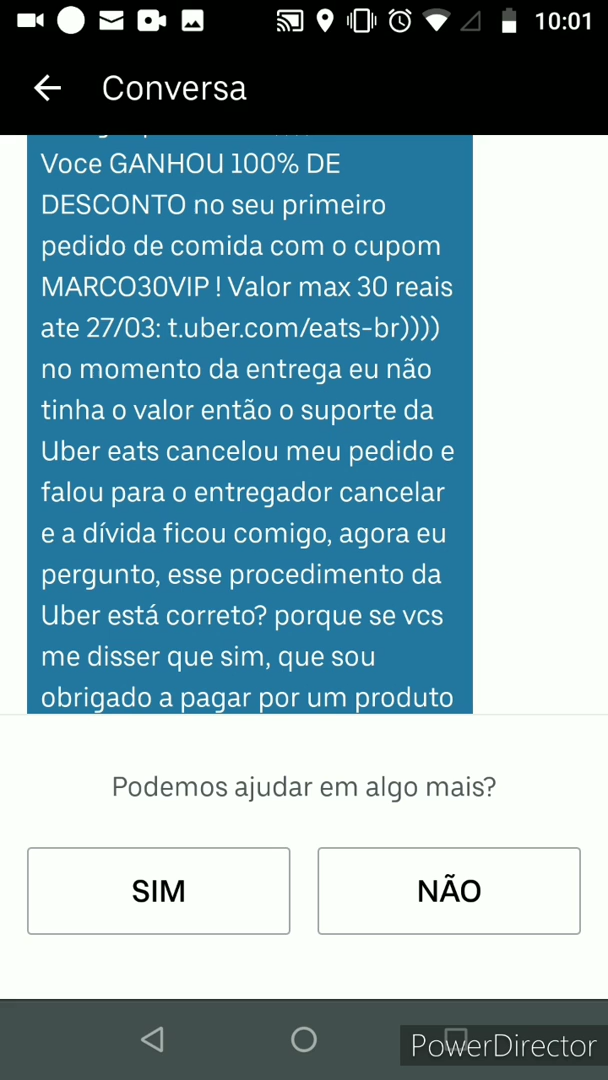 10:01
Conversa
Voce GANHOU 100% DE
DESCONTO no seu primeiro
pedido de comida com o cupom
MARCO30VIP ! Valor max 30 reais
ate 27/03: t.uber.com/eats-br))))
no momento da entrega eu não
tinha o valor então o suporte da
Uber eats cancelou meu pedido e
falou para o entregador cancelar
e a dívida ficou comigo, agora eu
pergunto, esse procedimento da
Uber está correto? porque se vcs
me disser que sim, que sou
obrigado a pagar por um produto
Podemos ajudar em algo mais?
SIM
NÃO
PowerDirector